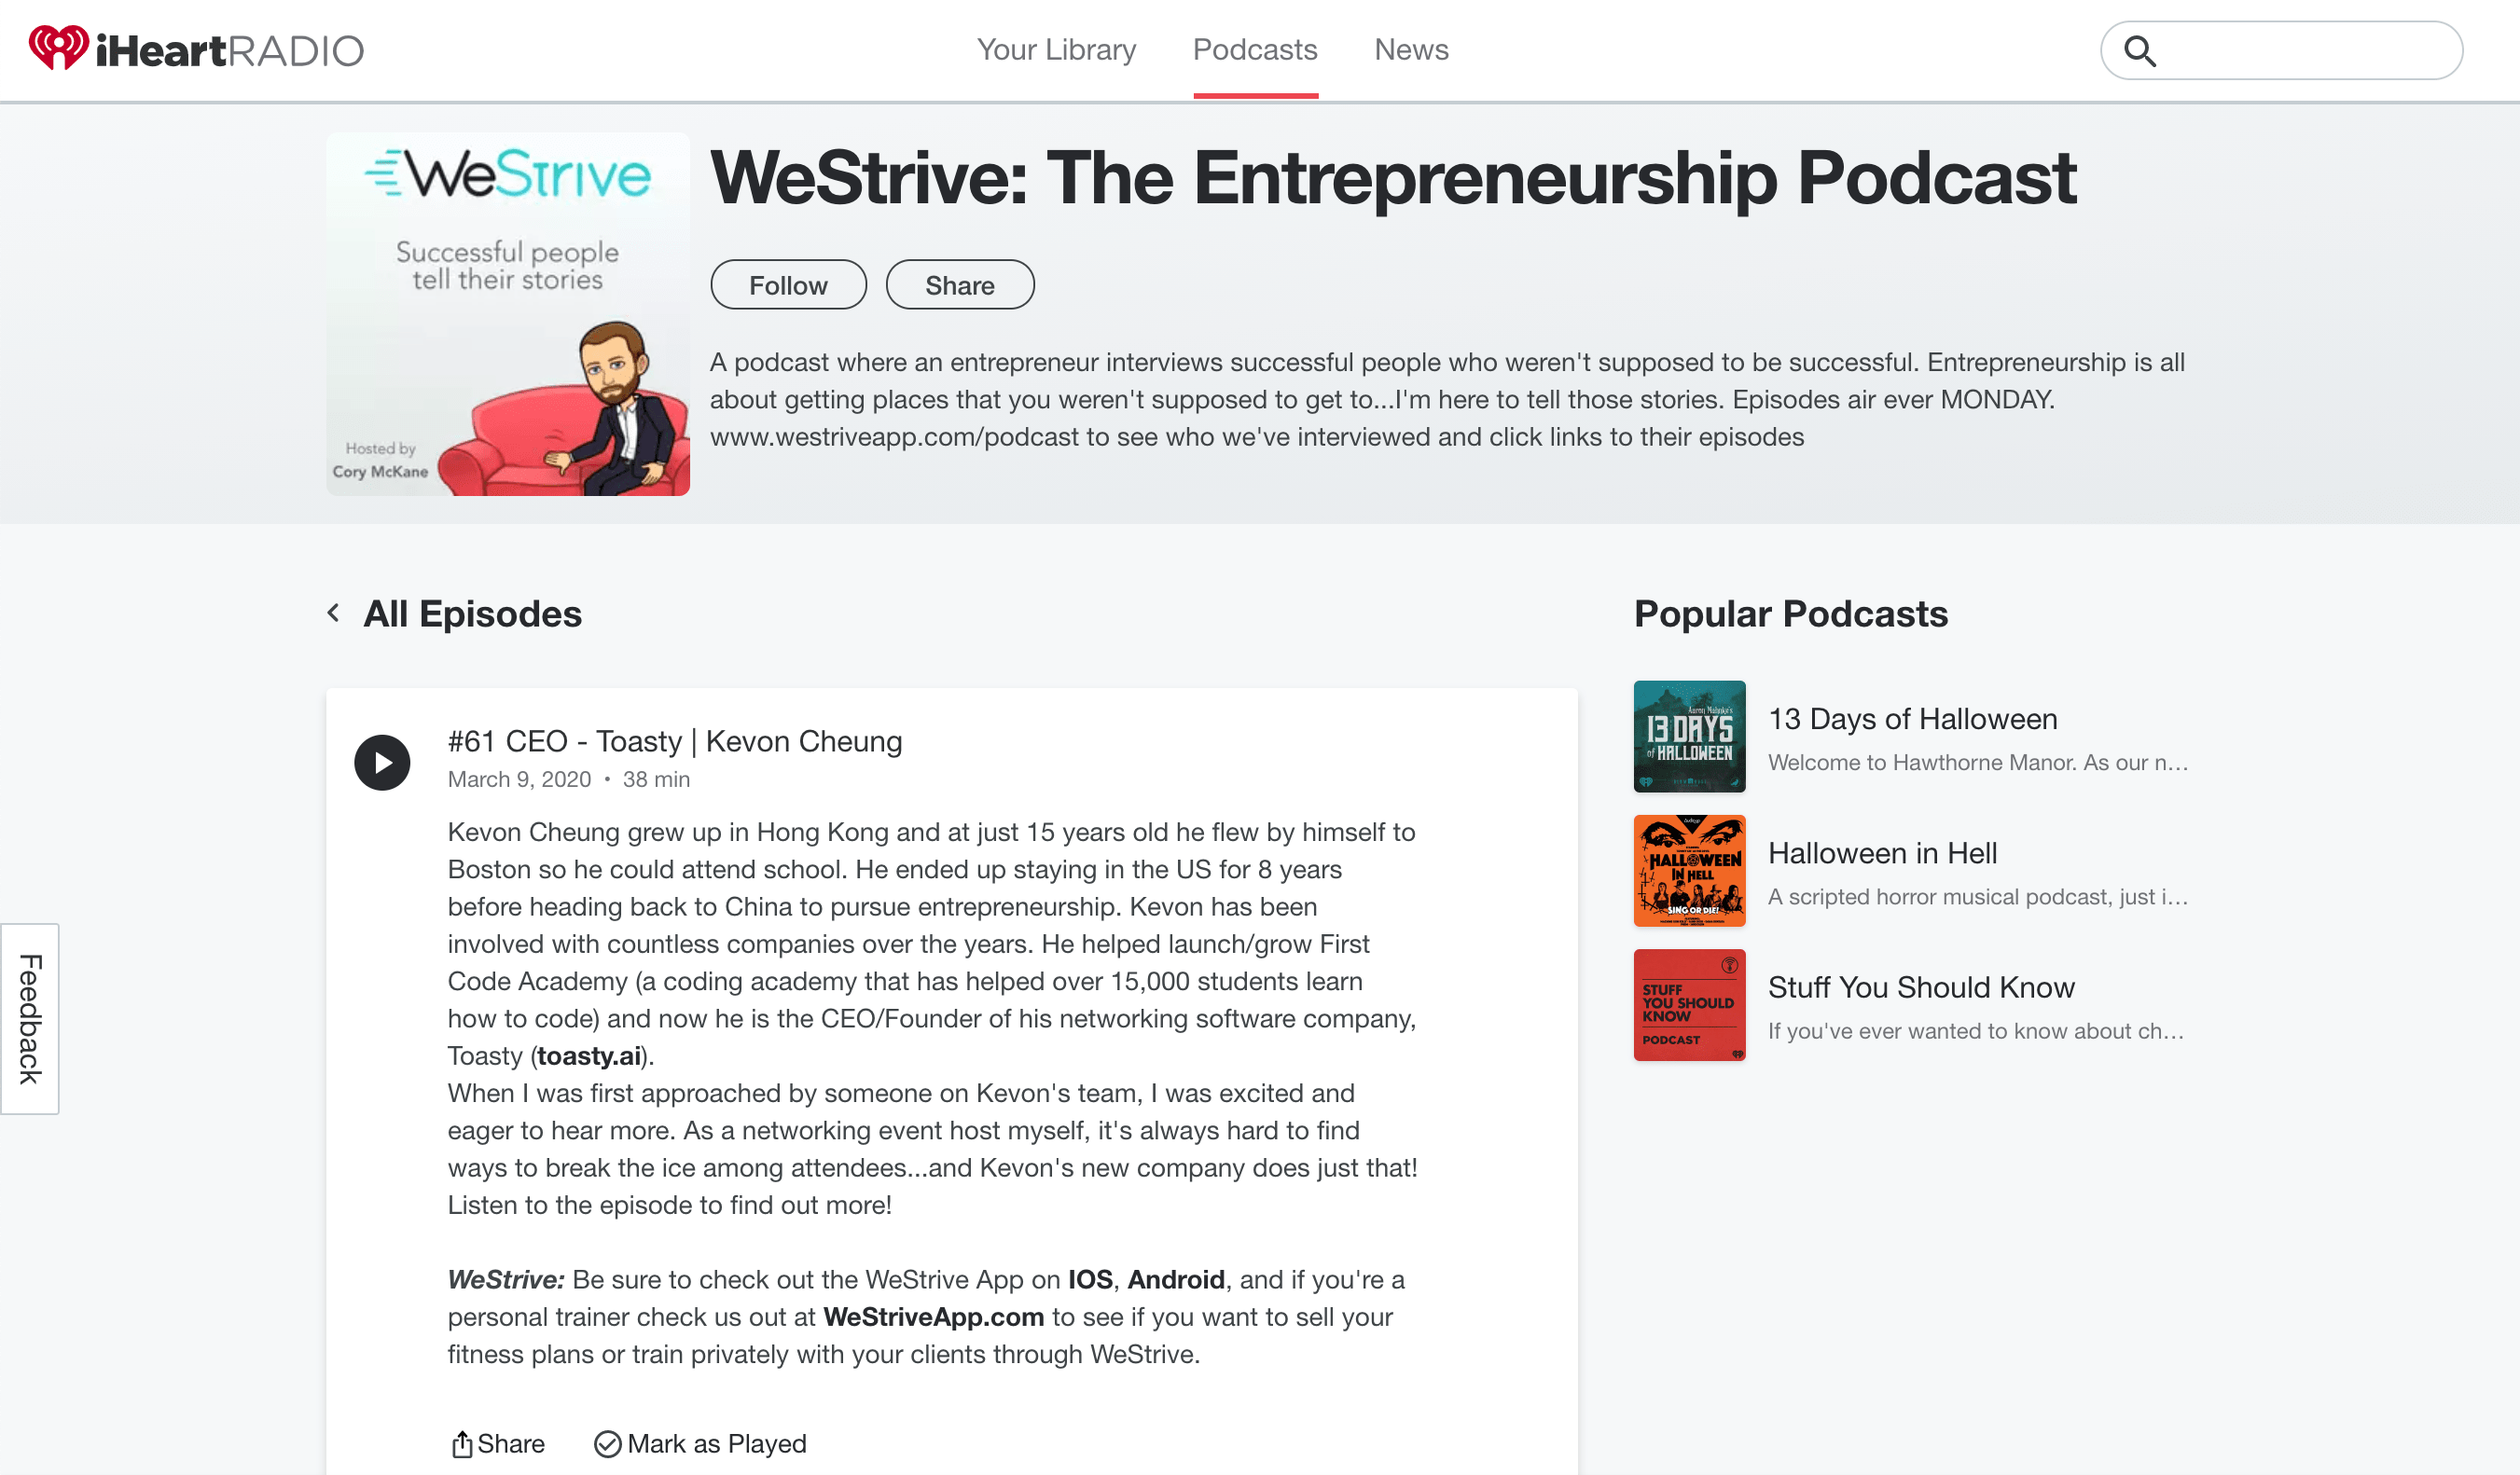 iHeartRADIO
Your Library
Podcasts
News
WeStrive
Successful people
tell their stories
Hosted by
Cory McKane
WeStrive: The Entrepreneurship Podcast
Follow
Share
A podcast where an entrepreneur interviews successful people who weren't supposed to be successful. Entrepreneurship is all
about getting places that you weren't supposed to get to...I'm here to tell those stories. Episodes air ever MONDAY.
www.westriveapp.com/podcast to see who we've interviewed and click links to their episodes
All Episodes
#61 CEO - Toasty | Kevon Cheung
March 9, 2020 • 38 min
Kevon Cheung grew up in Hong Kong and at just 15 years old he flew by himself to
Boston so he could attend school. He ended up staying in the US for 8 years
before heading back to China to pursue entrepreneurship. Kevon has been
involved with countless companies over the years. He helped launch/grow First
Code Academy (a coding academy that has helped over 15,000 students learn
how to code) and now he is the CEO/Founder of his networking software company,
Toasty (toasty.ai).
When I was first approached by someone on Kevon's team, I was excited and
eager to hear more. As a networking event host myself, it's always hard to find
ways to break the ice among attendees...and Kevon's new company does just that!
Listen to the episode to find out more!
WeStrive: Be sure to check out the WeStrive App on IOS, Android, and if you're a
personal trainer check us out at WeStriveApp.com to see if you want to sell your
fitness plans or train privately with your clients through WeStrive.
Share
Mark as Played
Popular Podcasts
Aaron Mahnke's
13 DAYS
of HALLOWEEN
13 Days of Halloween
Welcome to Hawthorne Manor. As our n...
HALLOWEEN
IN HELL
SING OR DIE!
Halloween in Hell
A scripted horror musical podcast, just i...
STUFF
YOU SHOULD
KNOW
PODCAST
Stuff You Should Know
If you've ever wanted to know about ch...
Feedback